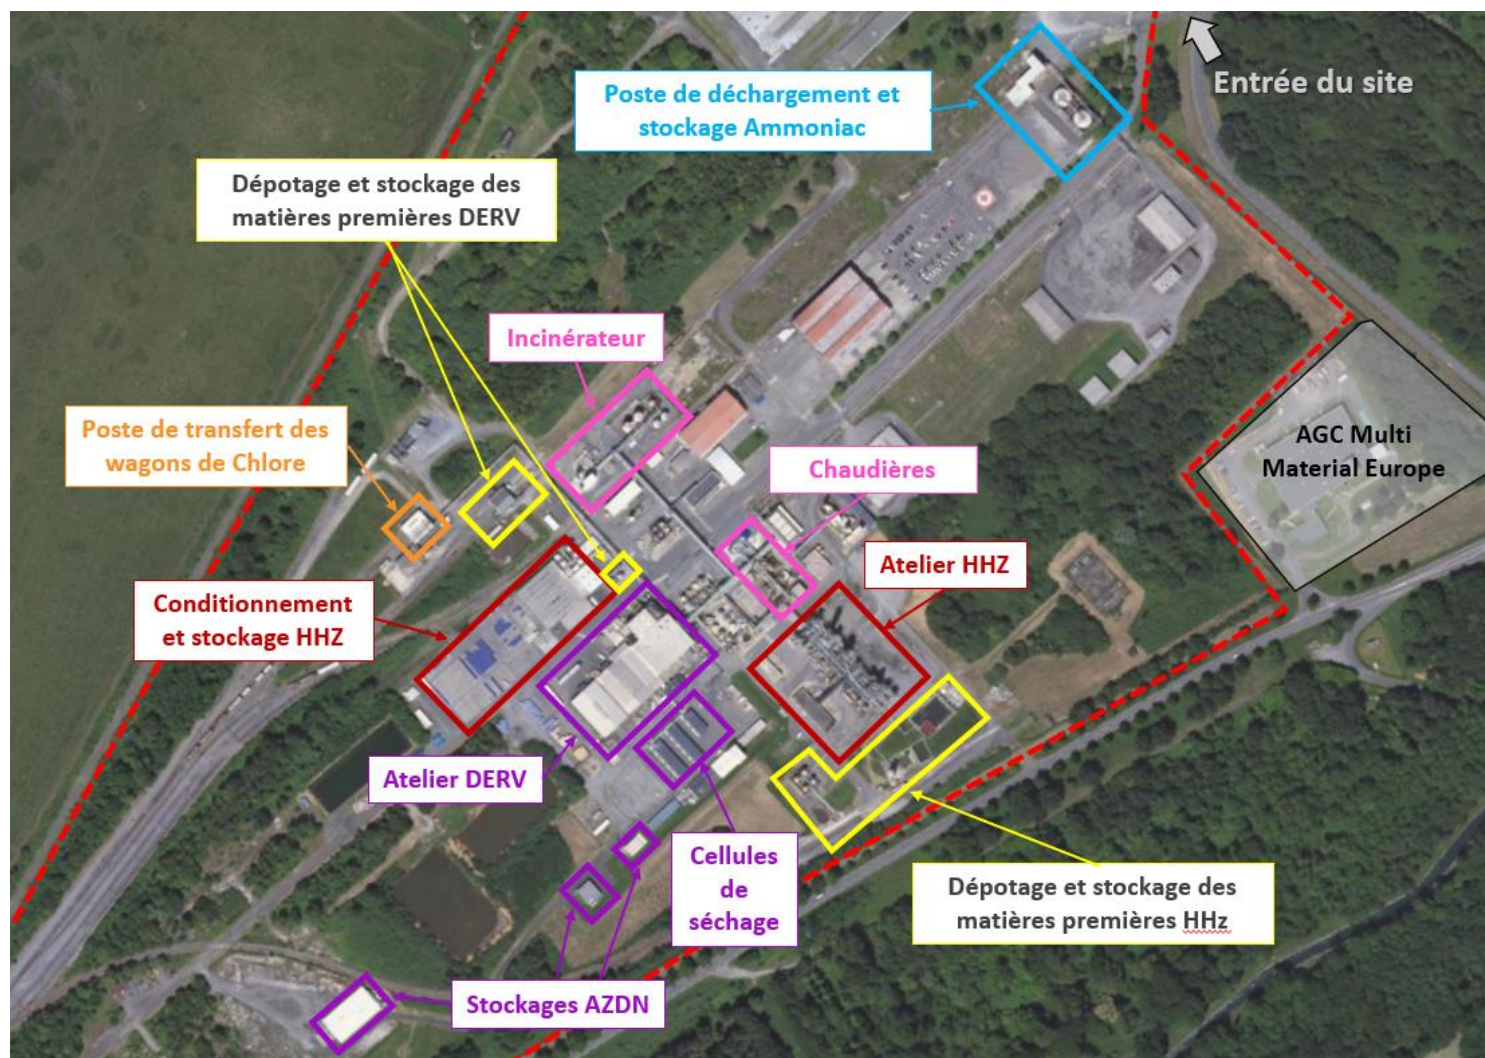 Entrée du site
Poste de déchargement et
stockage Ammoniac
Dépotage et stockage des
matières premières DERV
Incinérateur
Poste de transfert des
wagons de Chlore
AGC Multi
Material Europe
Chaudières
Atelier HHZ
Conditionnement
et stockage HHZ
Atelier DERV
Cellules
de
séchage
Dépotage et stockage des
matières premières HHz
Stockages AZDN